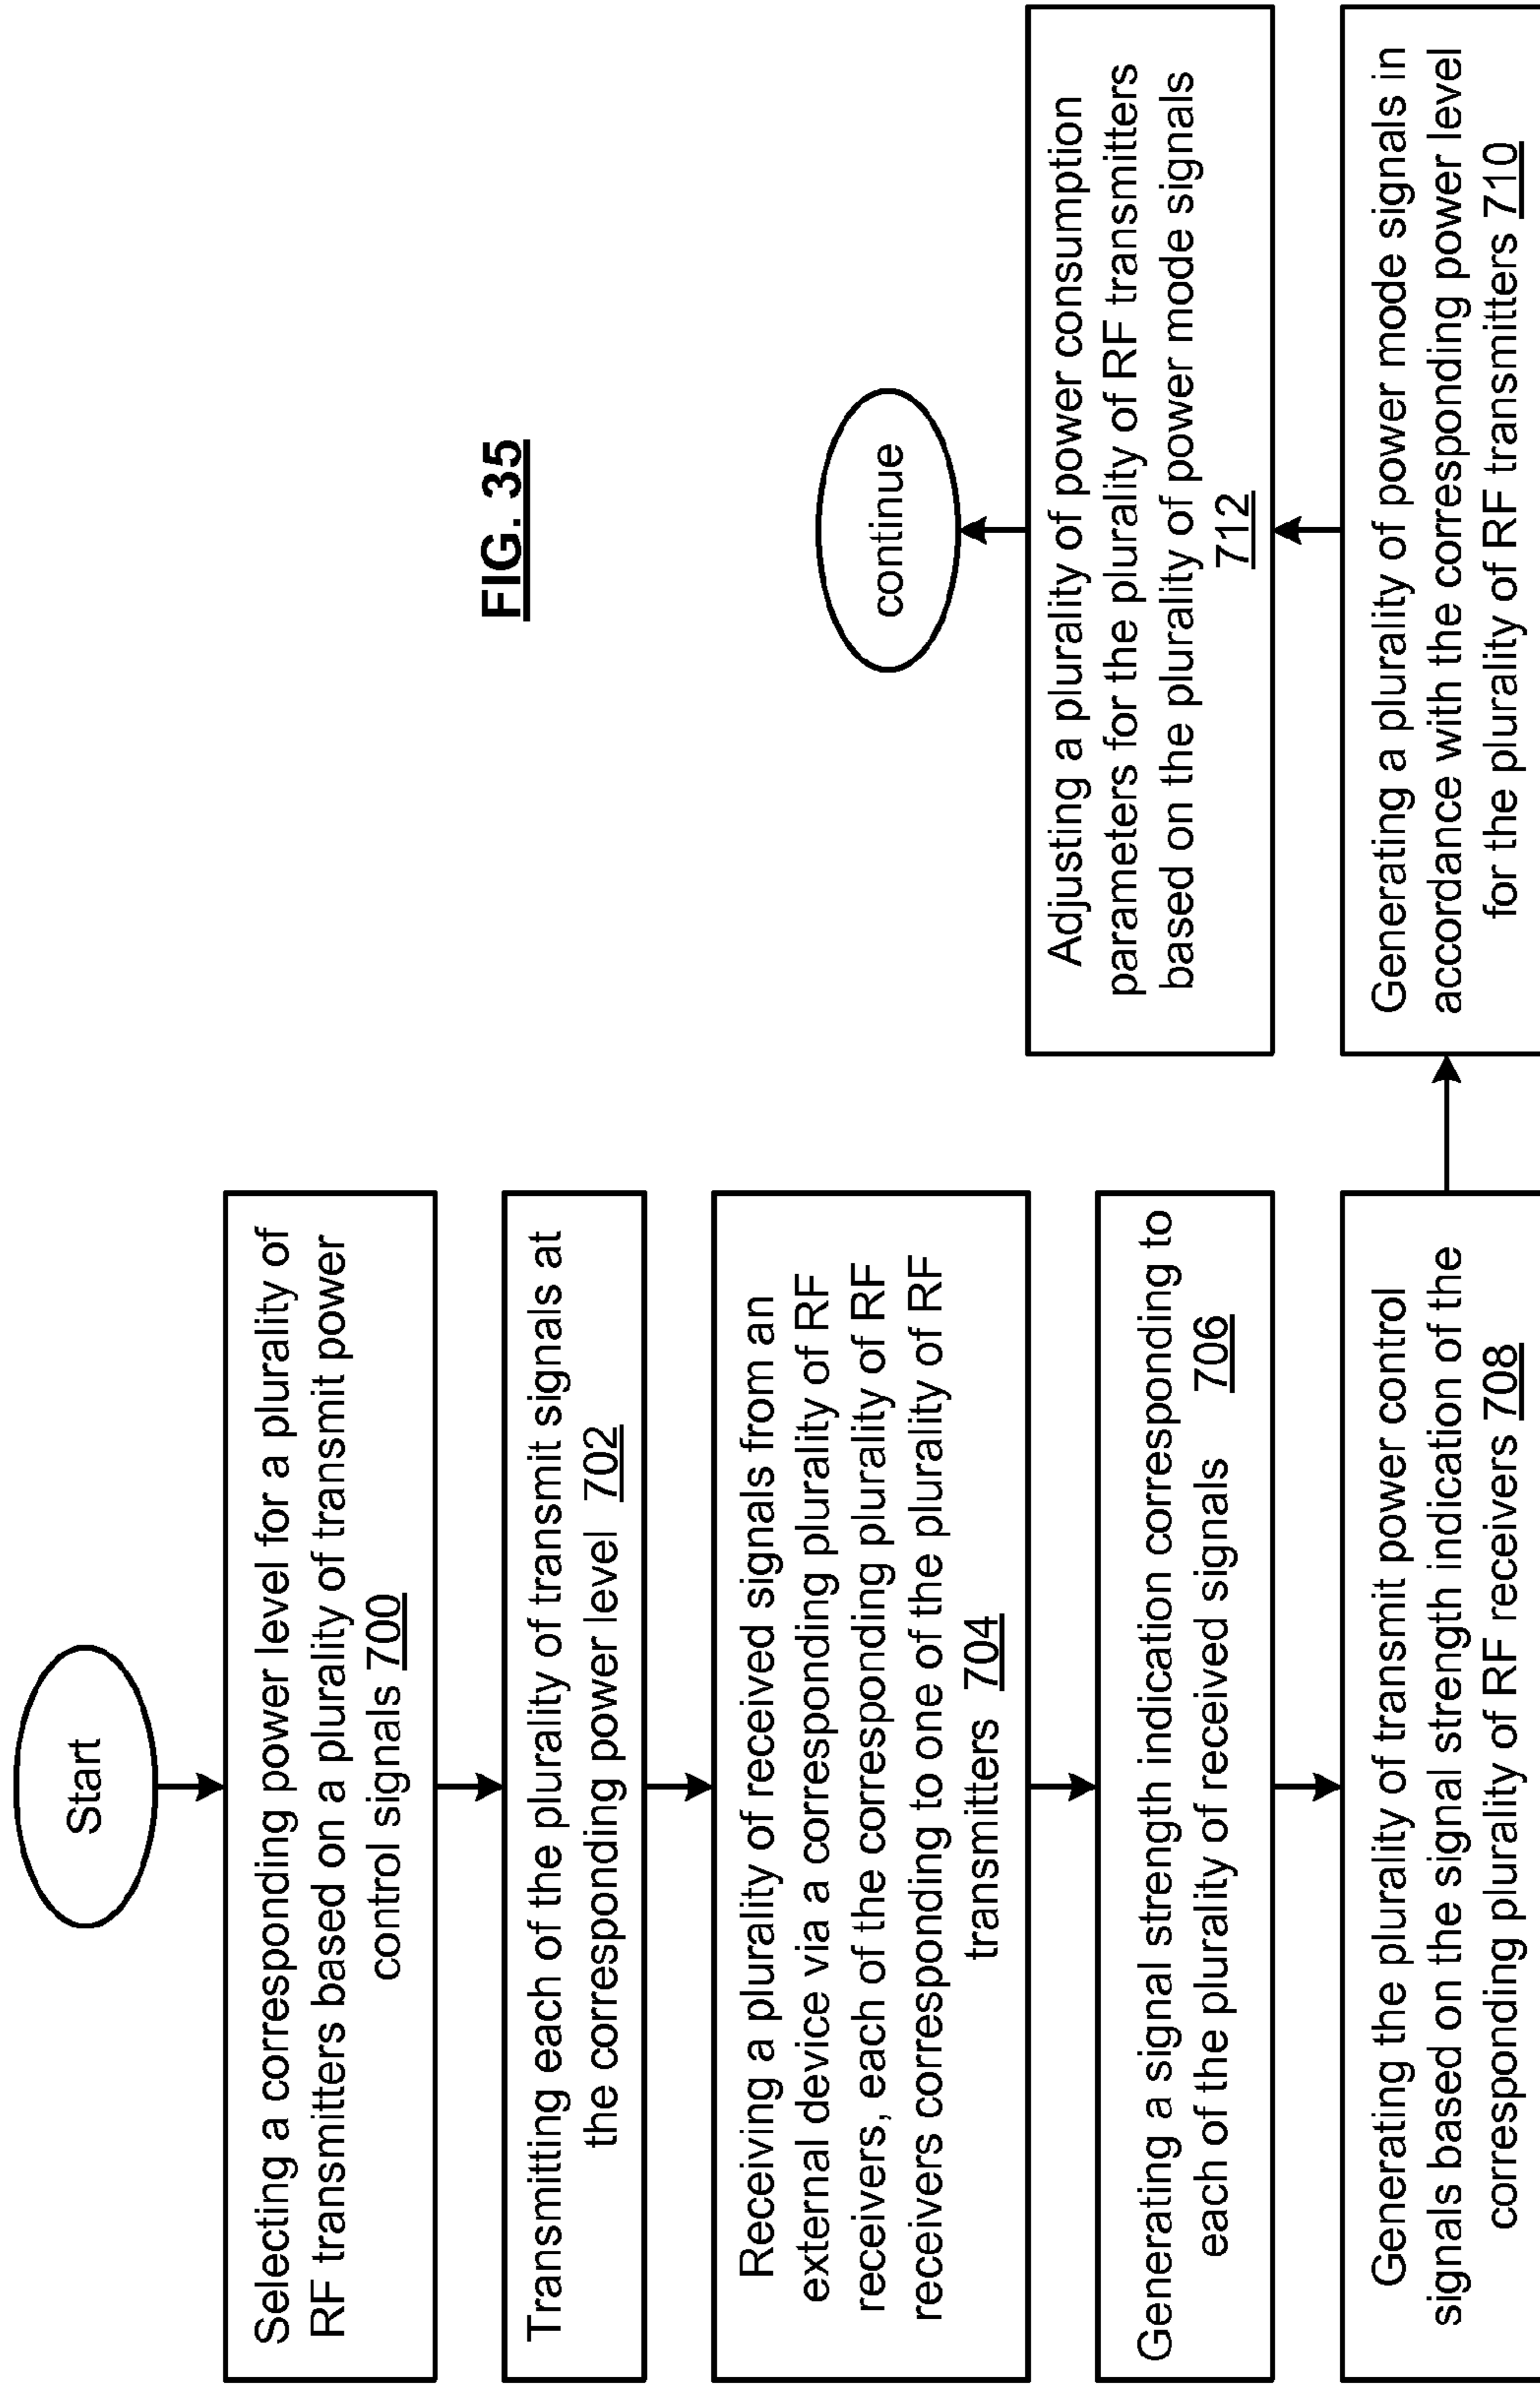 Start
Selecting a corresponding power level for a plurality of
RF transmitters based on a plurality of transmit power
control signals 700
Transmitting each of the plurality of transmit signals at
the corresponding power level 702
Receiving a plurality of received signals from an
external device via a corresponding plurality of RF
receivers, each of the corresponding plurality of RF
receivers corresponding to one of the plurality of RF
transmitters 704
Generating a signal strength indication corresponding to
each of the plurality of received signals 706
Generating the plurality of transmit power control
signals based on the signal strength indication of the
corresponding plurality of RF receivers 708
Generating a plurality of power mode signals in
accordance with the corresponding power level
for the plurality of RF transmitters 710
Adjusting a plurality of power consumption
parameters for the plurality of RF transmitters
based on the plurality of power mode signals
712
continue
FIG. 35